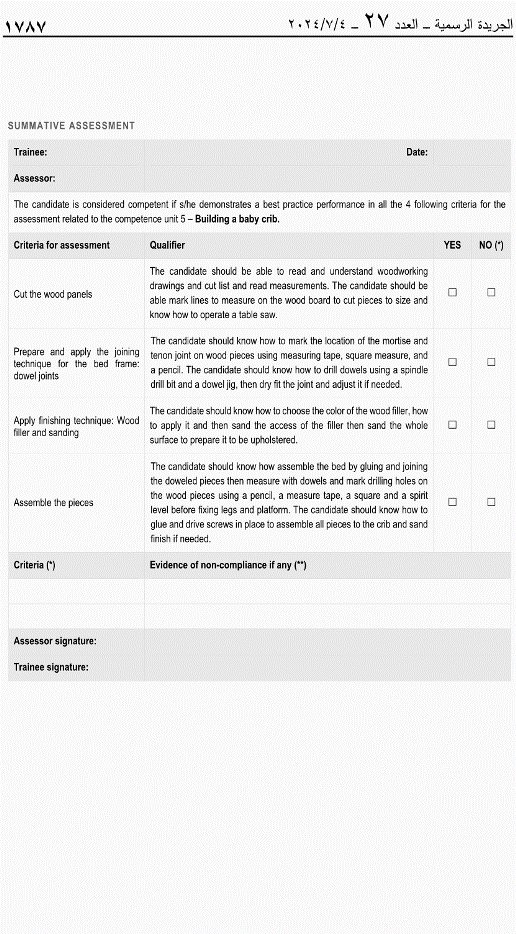 ١٧٨٧
الجريدة الرسمية ــ العدد ٢٧ ــ ٢٠٢٤/٧/٤
SUMMATIVE ASSESSMENT
Trainee: Date:
Assessor:
The candidate is considered competent if s/he demonstrates a best practice performance in all the 4 following criteria for the
assessment related to the competence unit 5 – Building a baby crib.
Criteria for assessment Qualifier YES NO (*)
Cut the wood panels
The candidate should be able to read and understand woodworking
drawings and cut list and read measurements. The candidate should be
able mark lines to measure on the wood board to cut pieces to size and
know how to operate a table saw.
☐ ☐
Prepare and apply the joining
technique for the bed frame:
dowel joints
The candidate should know how to mark the location of the mortise and
tenon joint on wood pieces using measuring tape, square measure, and
a pencil. The candidate should know how to drill dowels using a spindle
drill bit and a dowel jig, then dry fit the joint and adjust it if needed.
☐ ☐
Apply finishing technique: Wood
filler and sanding
The candidate should know how to choose the color of the wood filler, how
to apply it and then sand the access of the filler then sand the whole
surface to prepare it to be upholstered.
☐ ☐
Assemble the pieces
The candidate should know how assemble the bed by gluing and joining
the doweled pieces then measure with dowels and mark drilling holes on
the wood pieces using a pencil, a measure tape, a square and a spirit
level before fixing legs and platform. The candidate should know how to
glue and drive screws in place to assemble all pieces to the crib and sand
finish if needed.
☐ ☐
Criteria (*) Evidence of non-compliance if any (**)
Assessor signature:
Trainee signature: